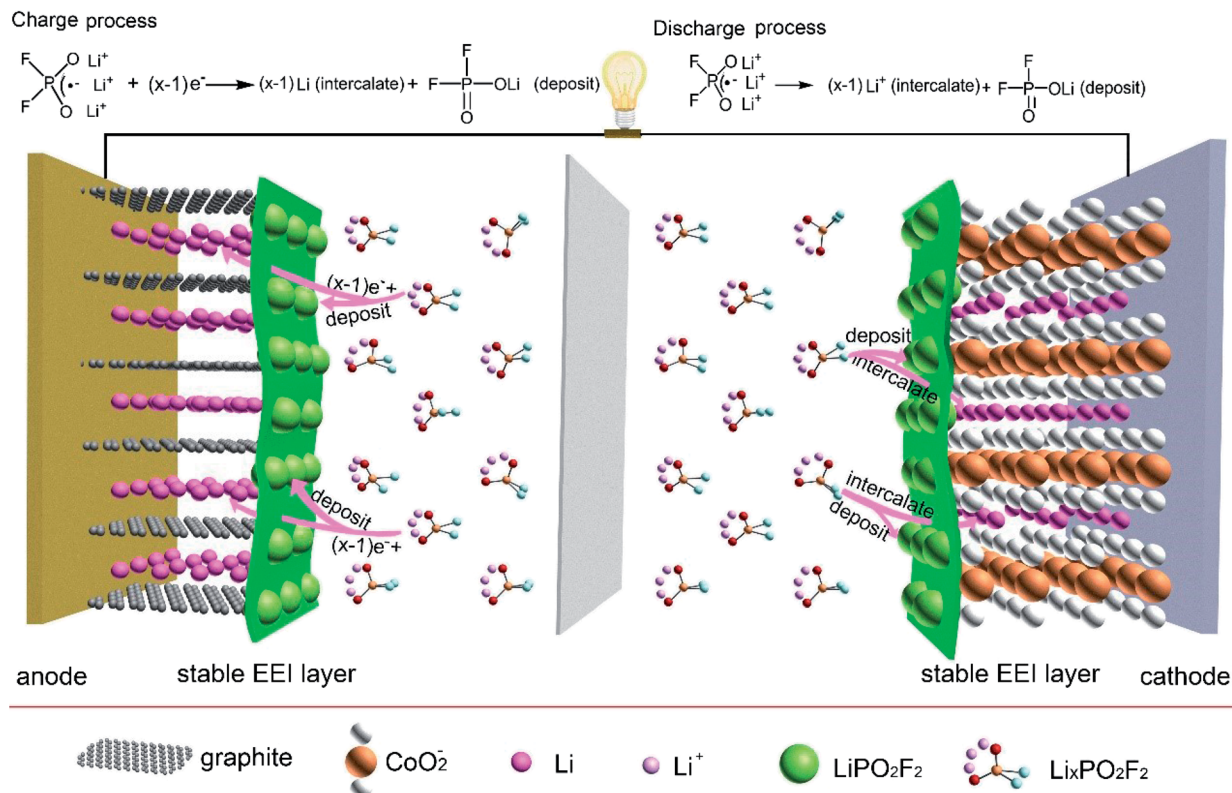 Charge process
F
F
P
O
O
Li⁺
Li⁺
Li⁺
•-
+ (x-1)e⁻ → (x-1)Li (intercalate) +
F
F—P—OLi (deposit)
O
Discharge process
F
F
P
O
O
Li⁺
Li⁺
Li⁺
•-
→ (x-1) Li⁺ (intercalate) +
F
F—P—OLi (deposit)
O
(x-1)e⁻+
deposit
deposit
(x-1)e⁻+
deposit
intercalate
intercalate
deposit
anode
stable EEI layer
stable EEI layer
cathode
graphite
CoO₂⁻
Li
Li⁺
LiPO₂F₂
LiₓPO₂F₂